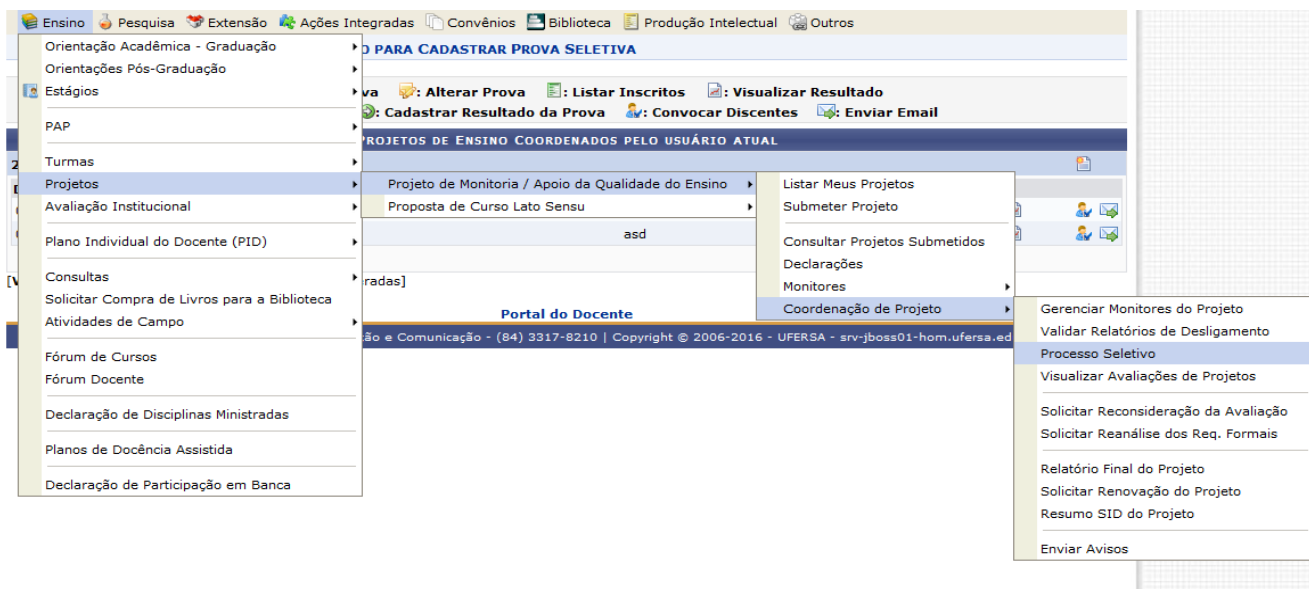 Ensino Pesquisa Extensão Ações Integradas Convênios Biblioteca Produção Intelectual Outros
Orientação Acadêmica - Graduação
Orientações Pós-Graduação
Estágios
PAP
Turmas
Projetos
Avaliação Institucional
Plano Individual do Docente (PID)
Consultas
Solicitar Compra de Livros para a Biblioteca
Atividades de Campo
Fórum de Cursos
Fórum Docente
Declaração de Disciplinas Ministradas
Planos de Docência Assistida
Declaração de Participação em Banca
PARA CADASTRAR PROVA SELETIVA
: Alterar Prova : Listar Inscritos : Visualizar Resultado
: Cadastrar Resultado da Prova : Convocar Discentes : Enviar Email
PROJETOS DE ENSINO COORDENADOS PELO USUÁRIO ATUAL
Projeto de Monitoria / Apoio da Qualidade do Ensino
Proposta de Curso Lato Sensu
asd
Portal do Docente
e Comunicação - (84) 3317-8210 | Copyright © 2006-2016 - UFERSA - srv-jboss01-hom.ufersa.ed
Listar Meus Projetos
Submeter Projeto
Consultar Projetos Submetidos
Declarações
Monitores
Coordenação de Projeto
Gerenciar Monitores do Projeto
Validar Relatórios de Desligamento
Processo Seletivo
Visualizar Avaliações de Projetos
Solicitar Reconsideração da Avaliação
Solicitar Reanálise dos Req. Formais
Relatório Final do Projeto
Solicitar Renovação do Projeto
Resumo SID do Projeto
Enviar Avisos